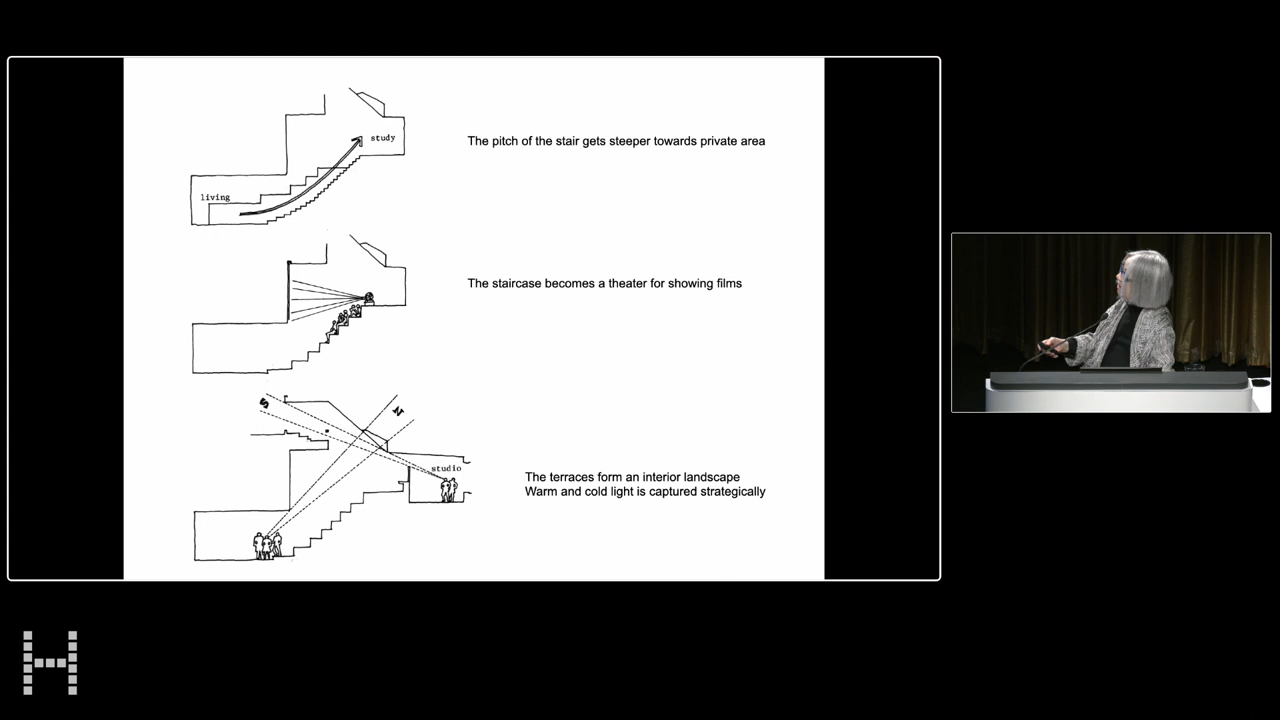 study
The pitch of the stair gets steeper towards private area
living
The staircase becomes a theater for showing films
S
N
studio
The terraces form an interior landscape
Warm and cold light is captured strategically
H